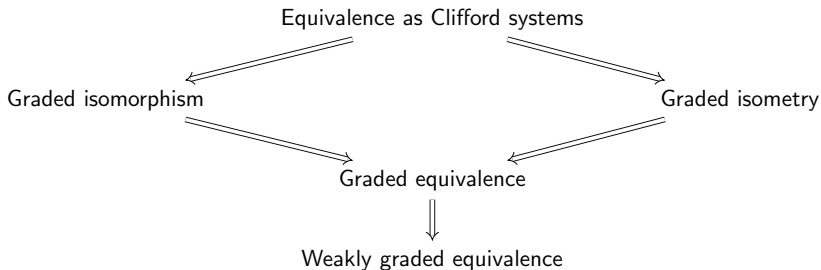 Equivalence as Clifford systems
Graded isomorphism
Graded isometry
Graded equivalence
Weakly graded equivalence